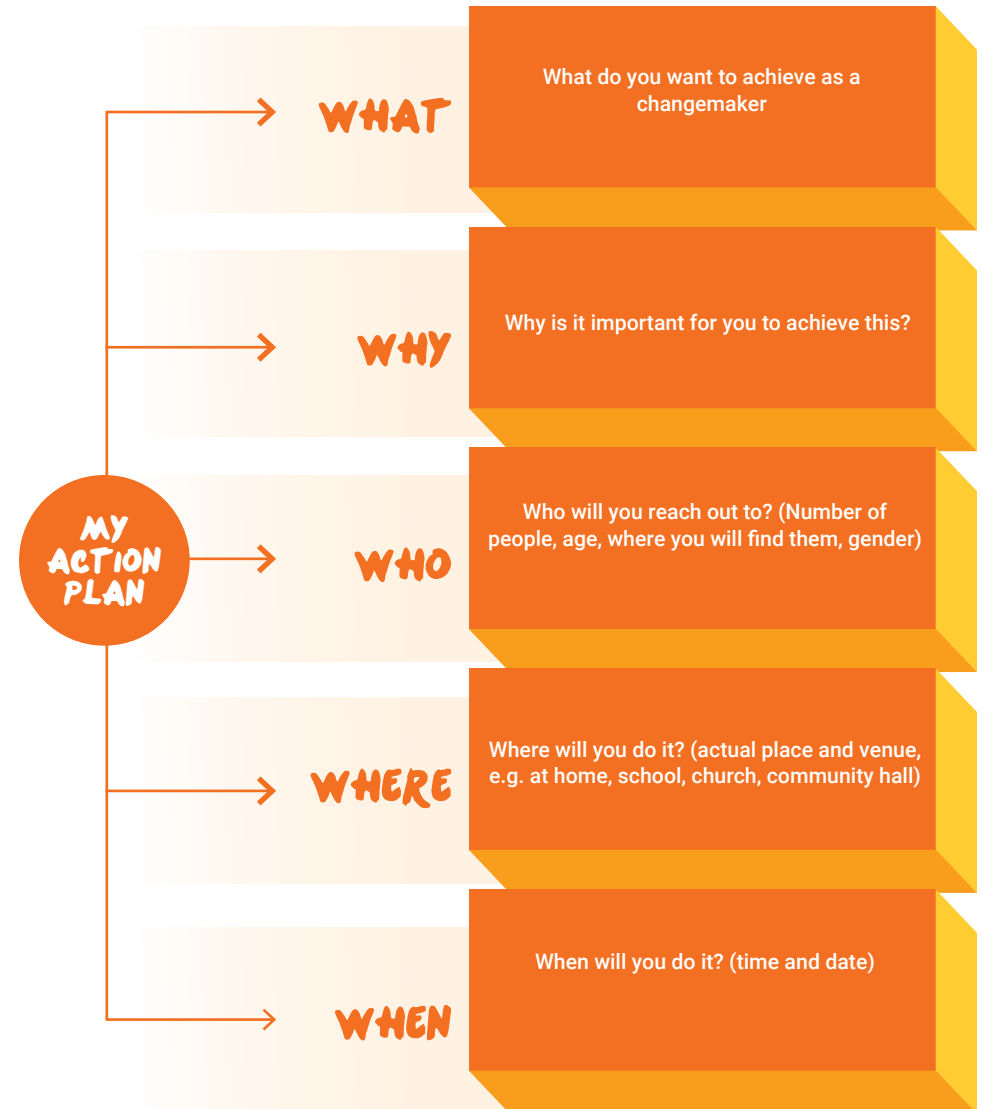 WHAT
What do you want to achieve as a
changemaker
WHY
Why is it important for you to achieve this?
MY
ACTION
PLAN
WHO
Who will you reach out to? (Number of
people, age, where you will find them, gender)
WHERE
Where will you do it? (actual place and venue,
e.g. at home, school, church, community hall)
WHEN
When will you do it? (time and date)